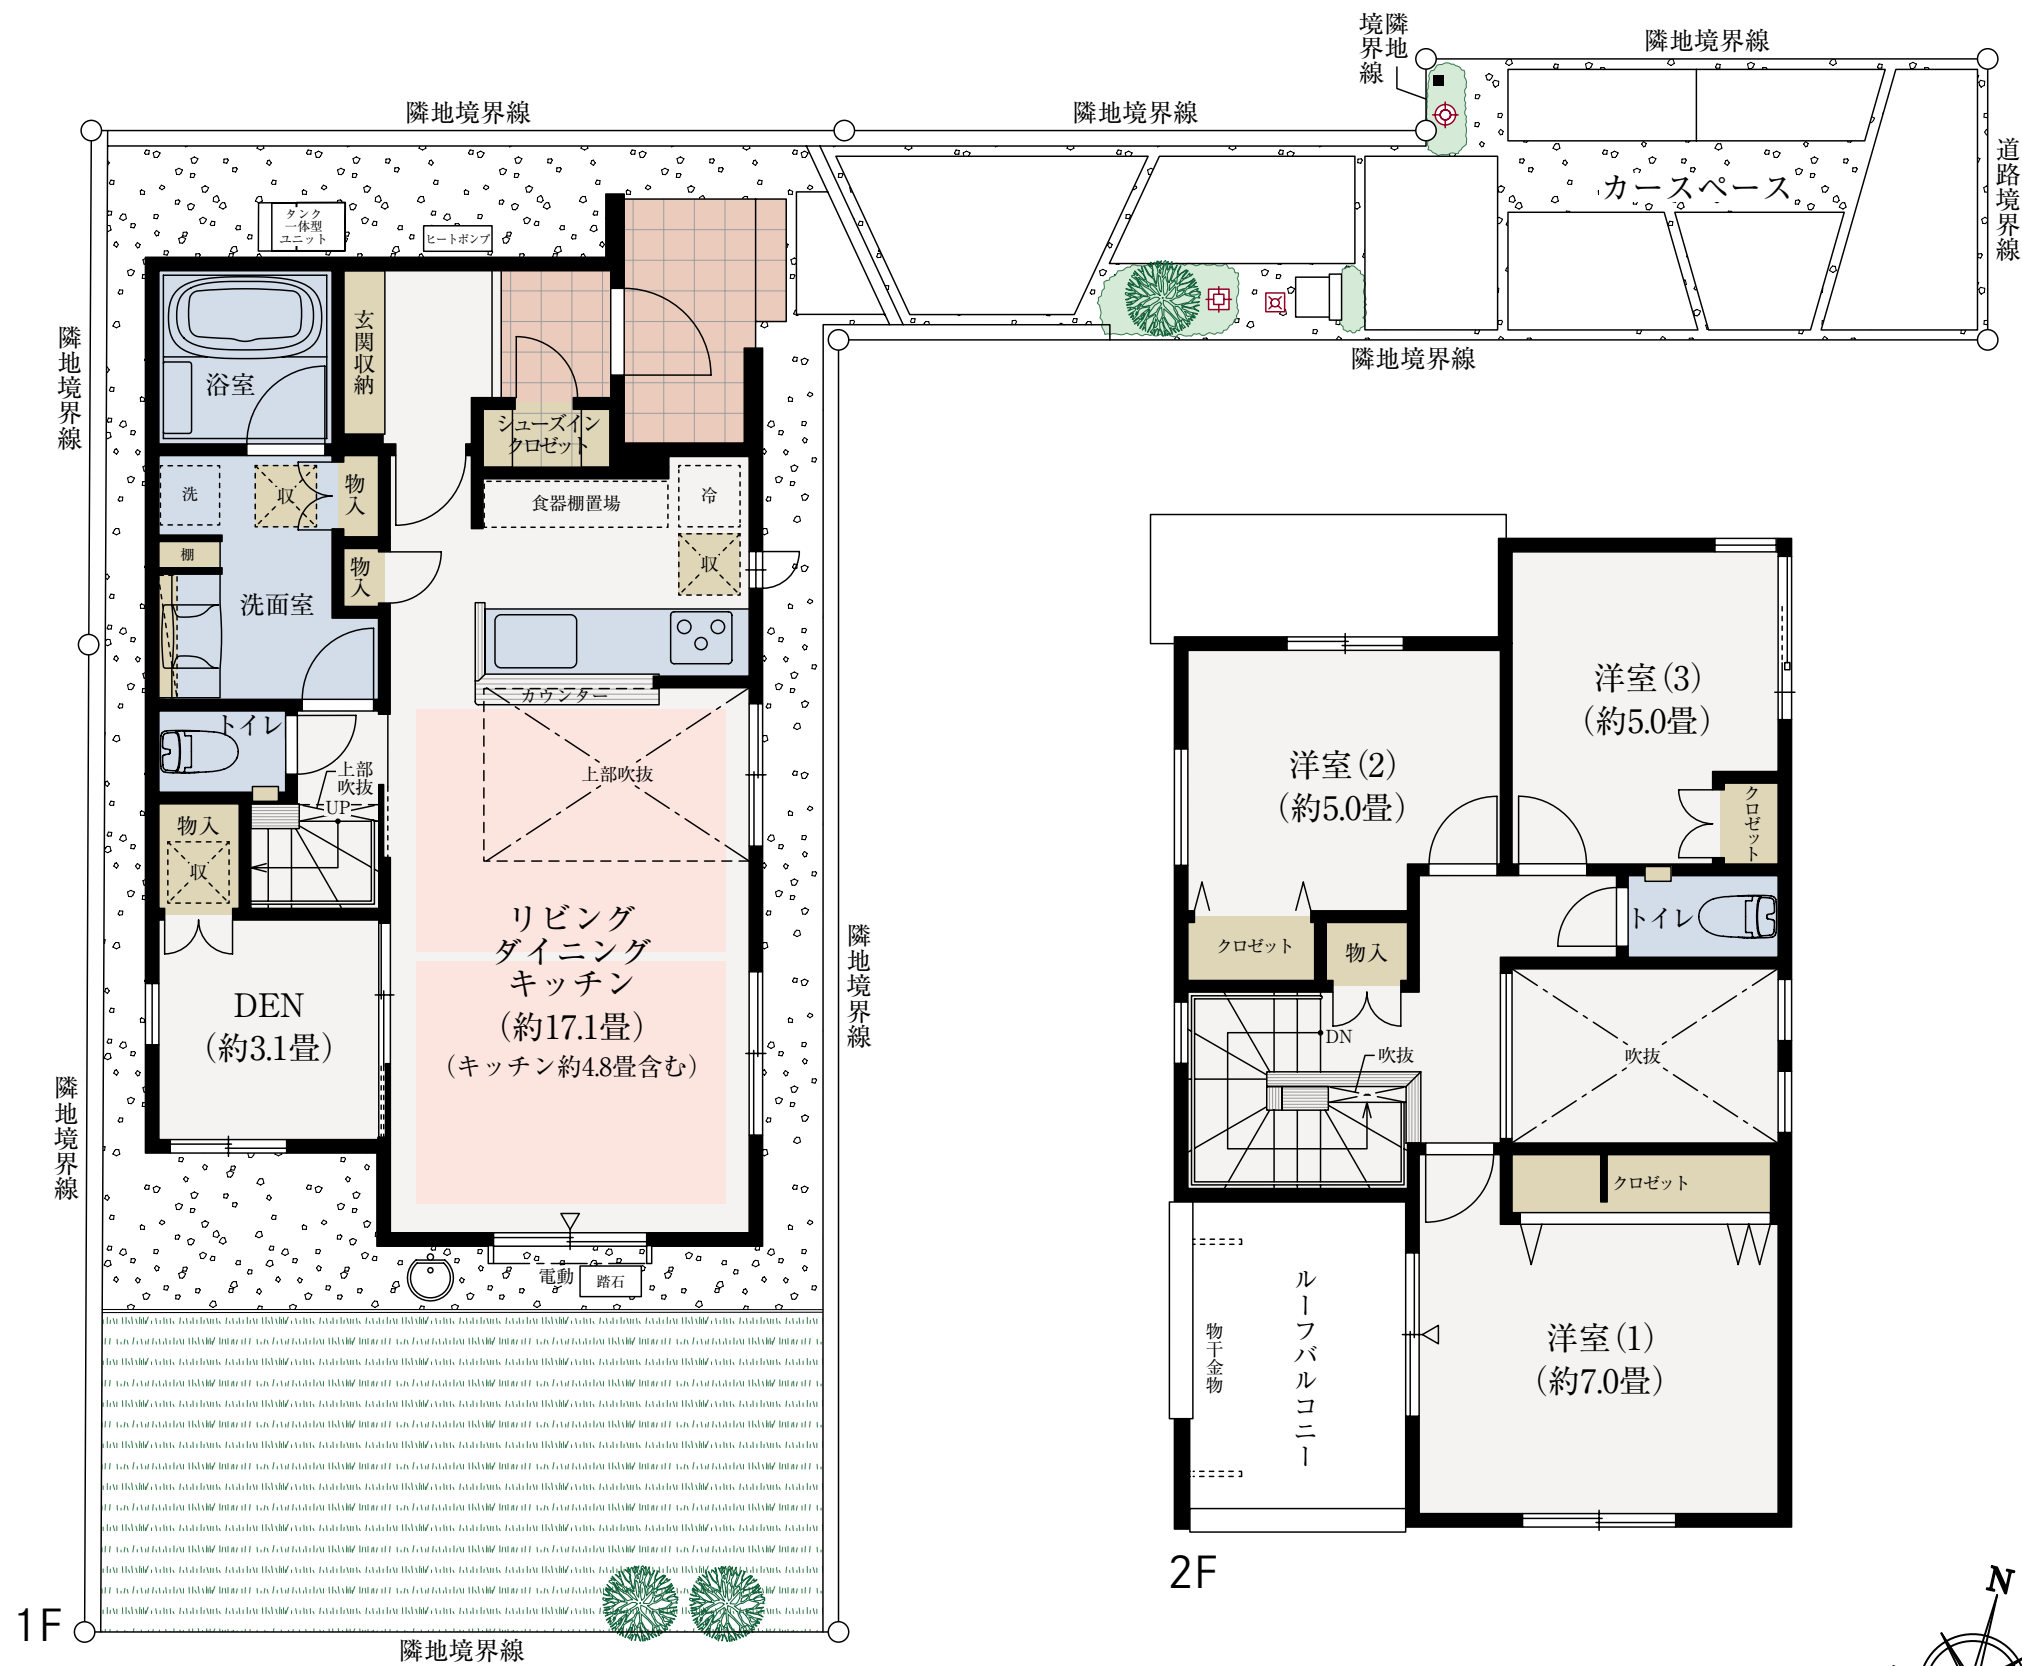 隣地境界線
隣地境界線
隣地
境界線
隣地境界線
道路境界線
カースペース
隣地境界線
タンク
一体型
ユニット
ヒートポンプ
隣地境界線
浴室
玄関収納
シューズイン
クロゼット
洗
収
物入
食器棚置場
冷
収
棚
物入
洗面室
カウンター
トイレ
上部
吹抜
UP
上部吹抜
物入
収
リビング
ダイニング
キッチン
(約17.1畳)
(キッチン約4.8畳含む)
DEN
(約3.1畳)
隣地境界線
隣地境界線
電動
踏石
隣地境界線
1F
洋室(3)
(約5.0畳)
洋室(2)
(約5.0畳)
クロゼット
トイレ
クロゼット
物入
DN
吹抜
吹抜
クロゼット
ルーフバルコニー
物干金物
洋室(1)
(約7.0畳)
2F
N